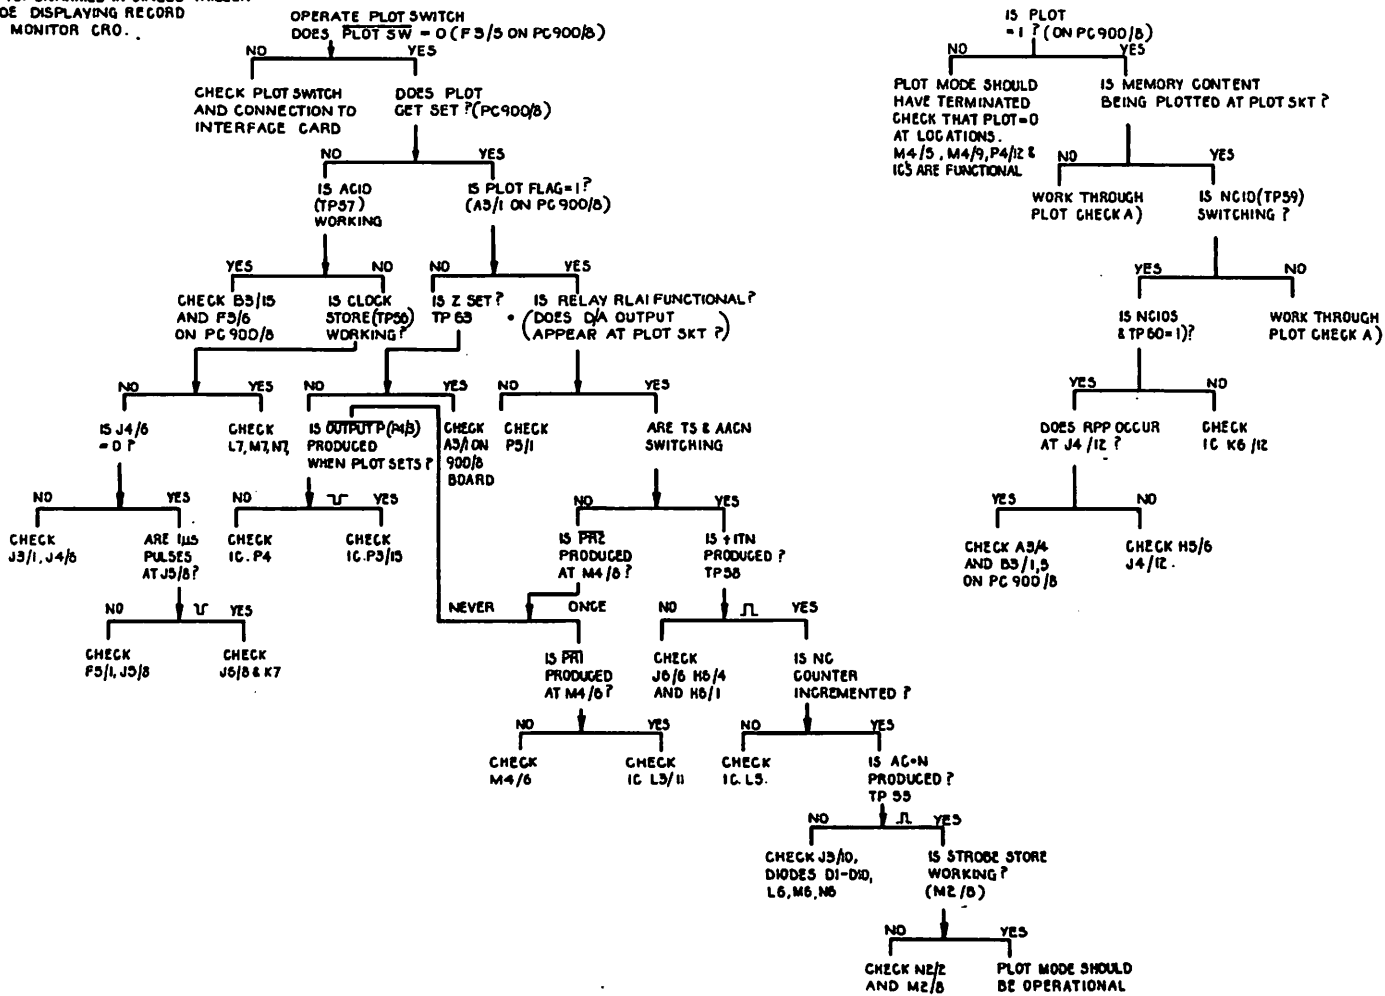 DE DISPLAYING RECORD
MONITOR CRO.
OPERATE PLOT SWITCH
DOES PLOT SW = 0 (F3/5 ON PC900/8)
NO YES
CHECK PLOT SWITCH
AND CONNECTION TO
INTERFACE CARD
DOES PLOT
GET SET ? (PC900/8)
NO YES
IS ACID
(TP57)
WORKING
IS PLOT FLAG=1?
(A3/1 ON PC900/8)
YES NO
CHECK B3/15
AND F3/6
ON PC900/8
IS CLOCK
STORE (TP56)
WORKING?
NO YES
IS Z SET?
TP 63
IS RELAY RLA1 FUNCTIONAL?
(DOES D/A OUTPUT
APPEAR AT PLOT SKT ?)
NO YES
IS J4/6
= 0 ?
CHECK
L7, M7, N7,
NO YES
IS OUTPUT P (P4/3)
PRODUCED
WHEN PLOT SETS ?
CHECK
A3/1 ON
900/8
BOARD
NO YES
CHECK
P3/1
ARE TS & AACN
SWITCHING
NO YES
CHECK
J3/1, J4/8
ARE 1µS
PULSES
AT J5/8?
NO YES
CHECK
IC. P4
CHECK
IC. P3/15
NO YES
IS PR2
PRODUCED
AT M4/8 ?
IS +1TN
PRODUCED ?
TP58
NO YES
CHECK
F5/1, J5/8
CHECK
J6/8 & K7
NEVER ONCE
IS PR1
PRODUCED
AT M4/6 ?
NO YES
CHECK
J6/6 H6/4
AND H6/1
IS NC
COUNTER
INCREMENTED ?
NO YES
CHECK
M4/6
CHECK
IC L3/11
NO YES
CHECK
IC. L5.
IS AC=N
PRODUCED ?
TP 55
NO YES
CHECK J3/10,
DIODES D1-D10,
L6, M6, N6
IS STROBE STORE
WORKING ?
(M2/8)
NO YES
CHECK N2/2
AND M2/8
PLOT MODE SHOULD
BE OPERATIONAL
IS PLOT
= 1 ? (ON PC900/8)
NO YES
PLOT MODE SHOULD
HAVE TERMINATED
CHECK THAT PLOT=0
AT LOCATIONS.
M4/5, M4/9, P4/12 &
IC'S ARE FUNCTIONAL
IS MEMORY CONTENT
BEING PLOTTED AT PLOT SKT ?
NO YES
WORK THROUGH
PLOT CHECK A)
IS NCIO (TP59)
SWITCHING ?
YES NO
IS NCIOS
& TP60=1)?
WORK THROUGH
PLOT CHECK A)
YES NO
DOES RPP OCCUR
AT J4/12 ?
CHECK
IC K6/12
YES NO
CHECK A3/4
AND B3/1,5
ON PC 900/8
CHECK H5/6
J4/12.